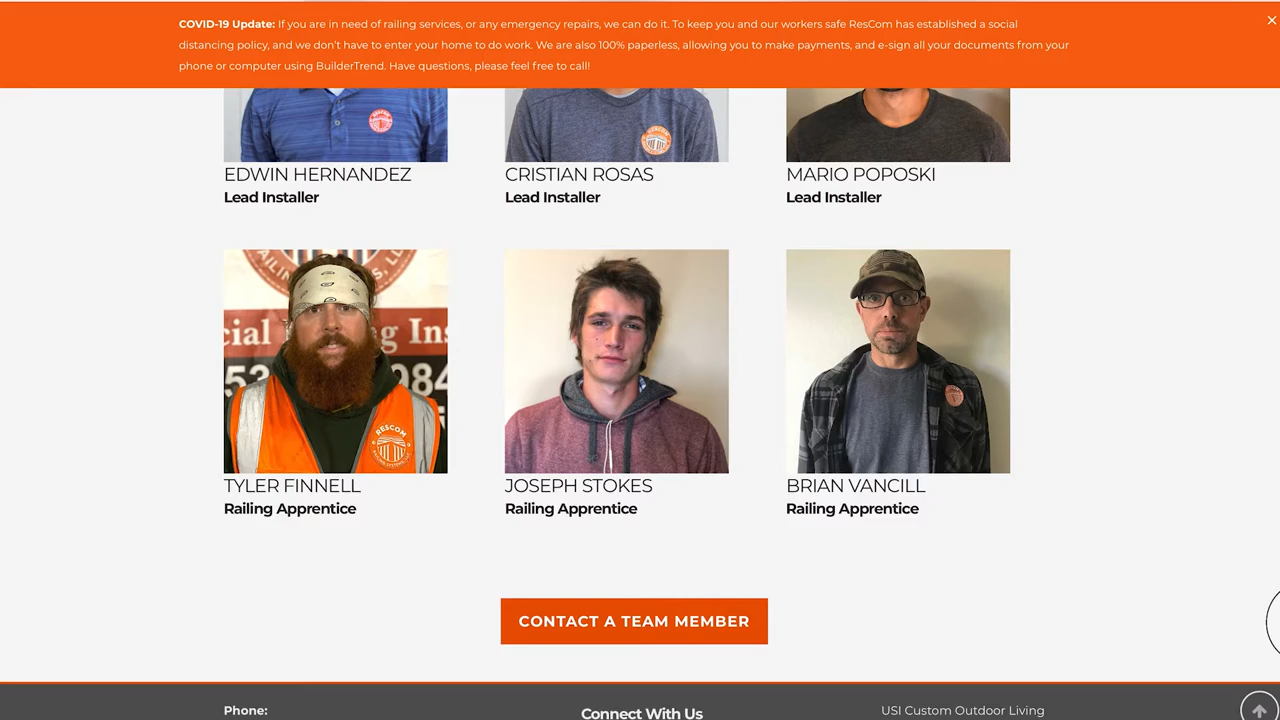 COVID-19 Update: If you are in need of railing services, or any emergency repairs, we can do it. To keep you and our workers safe ResCom has established a social
distancing policy, and we don't have to enter your home to do work. We are also 100% paperless, allowing you to make payments, and e-sign all your documents from your
phone or computer using BuilderTrend. Have questions, please feel free to call!
EDWIN HERNANDEZ
Lead Installer
CRISTIAN ROSAS
Lead Installer
MARIO POPOSKI
Lead Installer
RESCOM
TYLER FINNELL
Railing Apprentice
JOSEPH STOKES
Railing Apprentice
BRIAN VANCILL
Railing Apprentice
CONTACT A TEAM MEMBER
Phone:
Connect With Us
USI Custom Outdoor Living